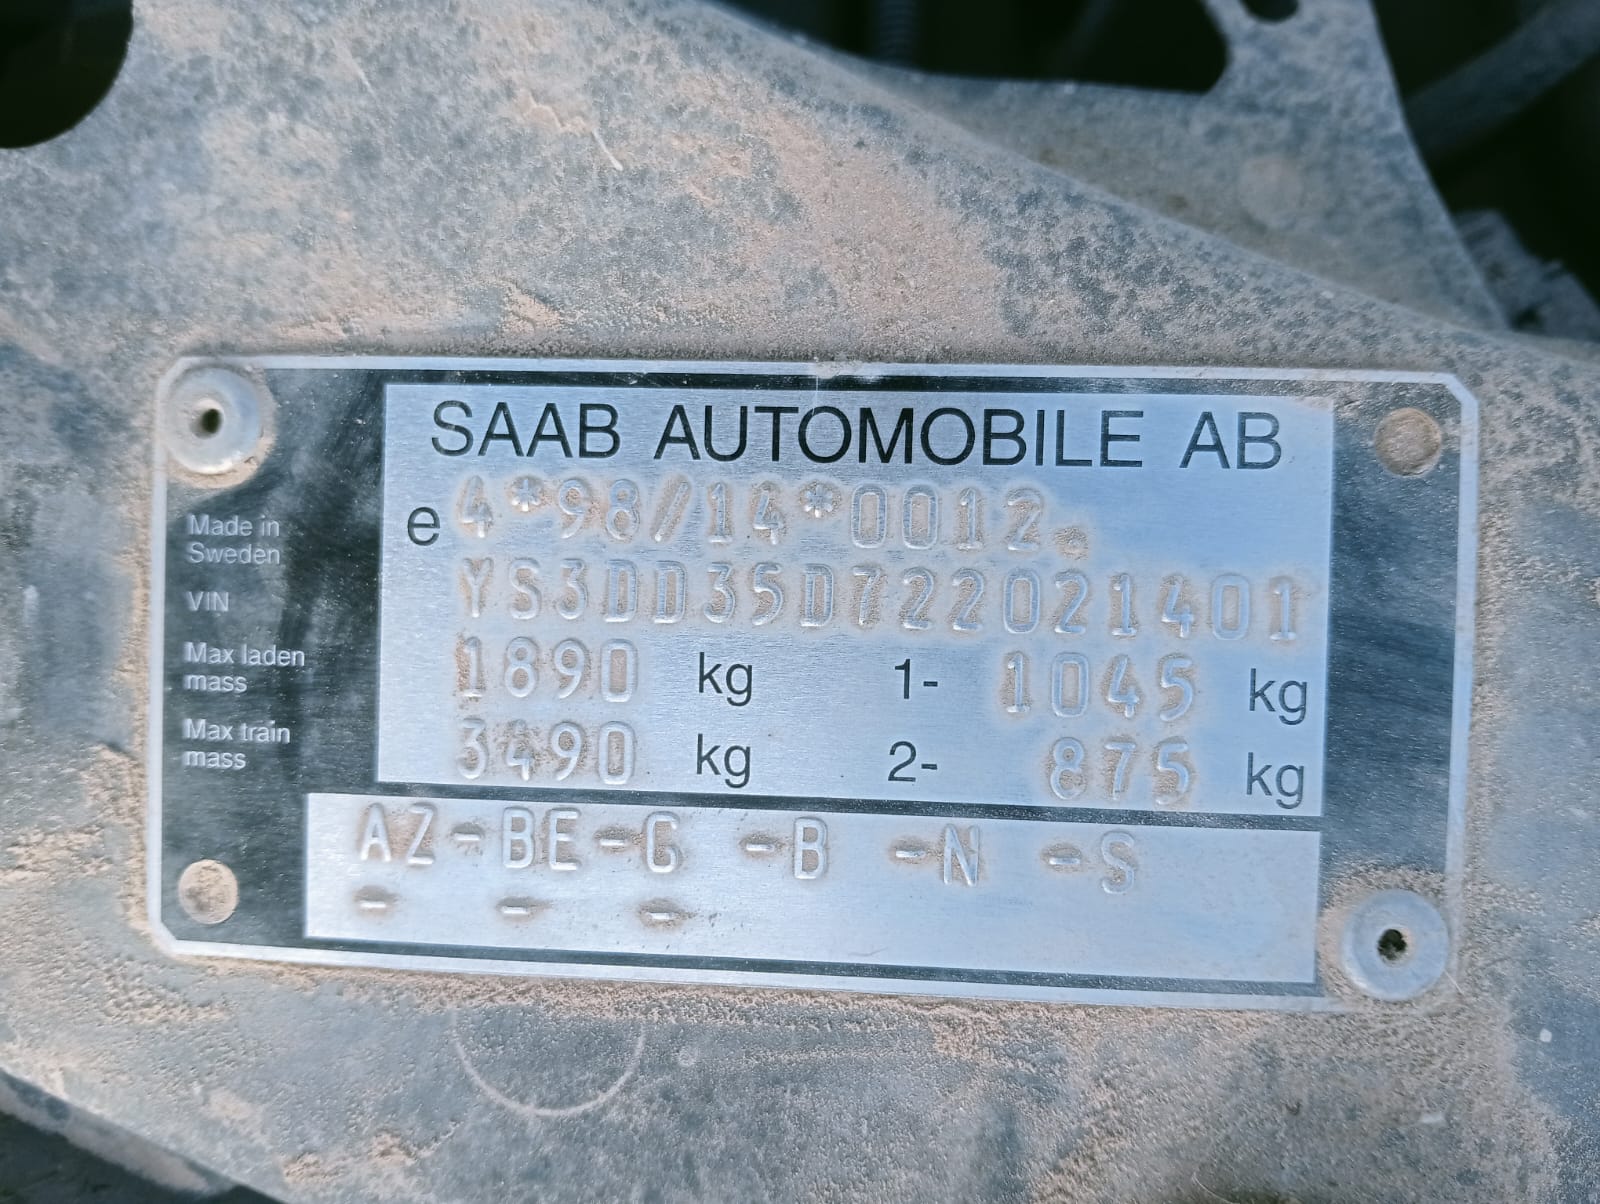 SAAB AUTOMOBILE AB
e 4*98/14*0012.
Made in
Sweden
VIN YS3DD35D722021401
Max laden
mass 1890 kg 1- 1045 kg
Max train
mass 3490 kg 2- 875 kg
AZ-BE-G -B -N -S
- - -